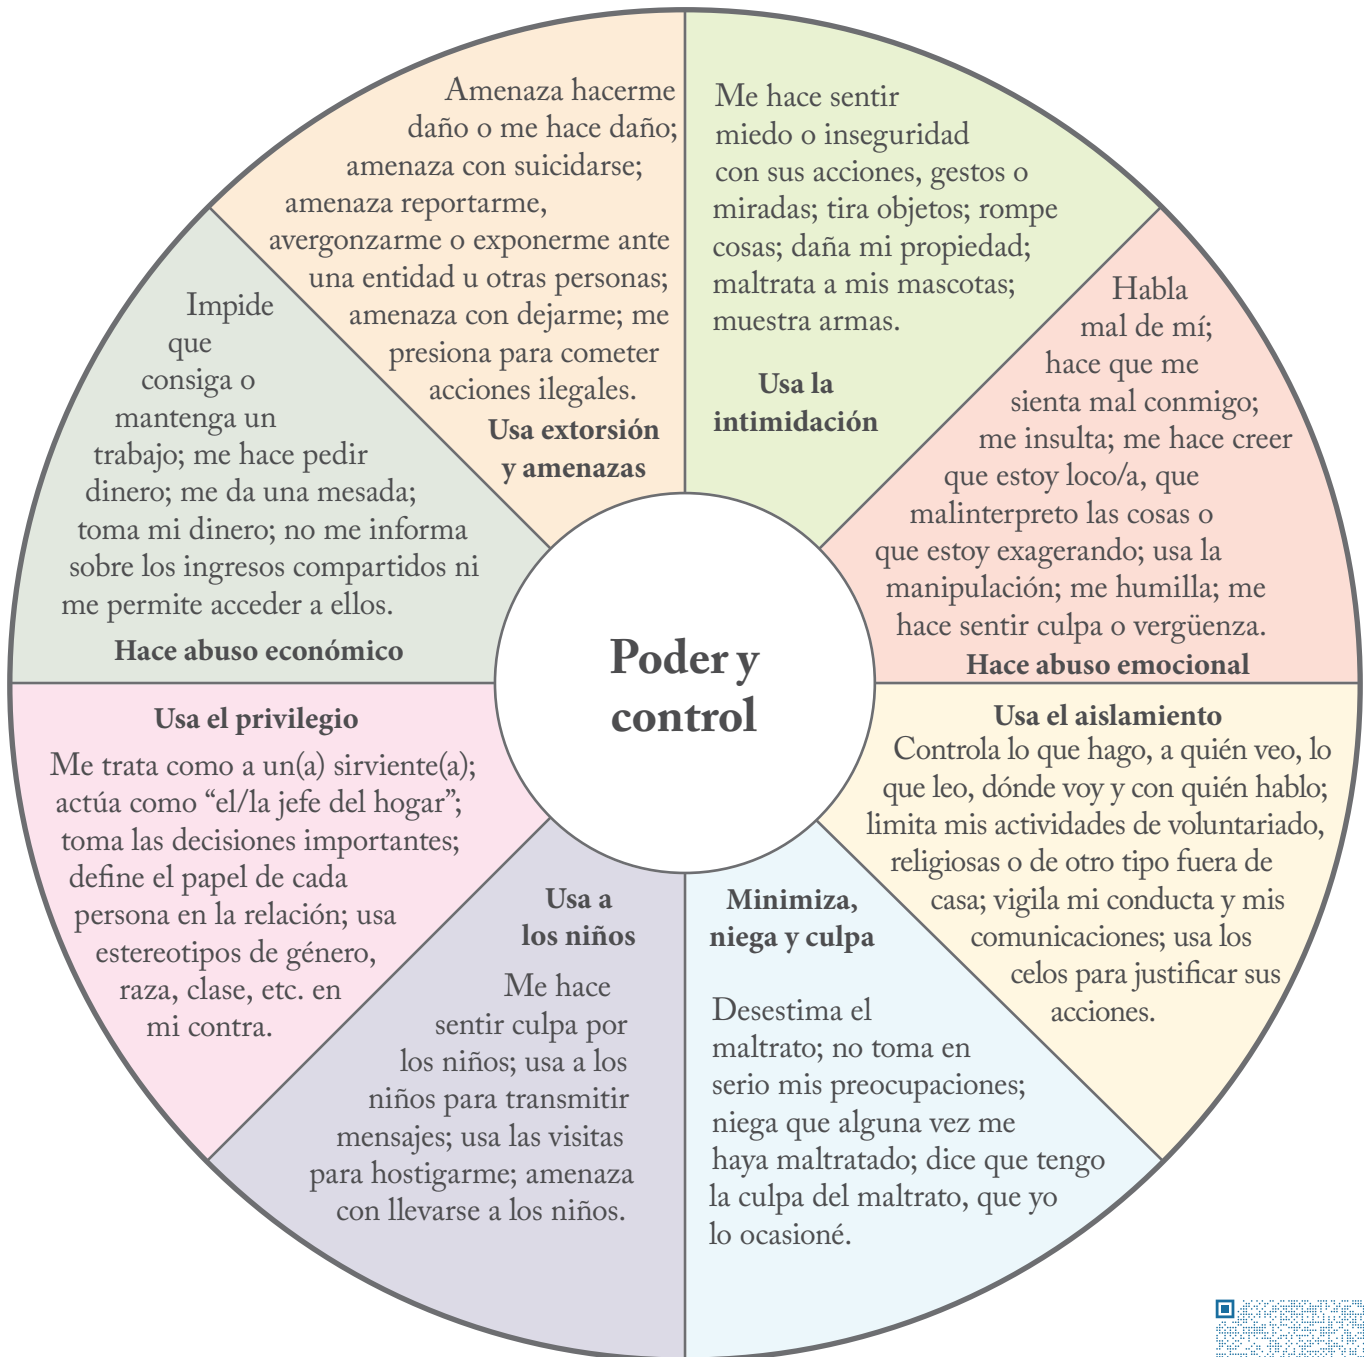 Amenaza hacerme
daño o me hace daño;
amenaza con suicidarse;
amenaza reportarme,
avergonzarme o exponerme ante
una entidad u otras personas;
amenaza con dejarme; me
presiona para cometer
acciones ilegales.
Usa extorsión
y amenazas
Me hace sentir
miedo o inseguridad
con sus acciones, gestos o
miradas; tira objetos; rompe
cosas; daña mi propiedad;
maltrata a mis mascotas;
muestra armas.
Usa la
intimidación
Habla
mal de mí;
hace que me
sienta mal conmigo;
me insulta; me hace creer
que estoy loco/a, que
malinterpreto las cosas o
que estoy exagerando; usa la
manipulación; me humilla; me
hace sentir culpa o vergüenza.
Hace abuso emocional
Usa el aislamiento
Controla lo que hago, a quién veo, lo
que leo, dónde voy y con quién hablo;
limita mis actividades de voluntariado,
religiosas o de otro tipo fuera de
casa; vigila mi conducta y mis
comunicaciones; usa los
celos para justificar sus
acciones.
Minimiza,
niega y culpa
Desestima el
maltrato; no toma en
serio mis preocupaciones;
niega que alguna vez me
haya maltratado; dice que tengo
la culpa del maltrato, que yo
lo ocasioné.
Usa a
los niños
Me hace
sentir culpa por
los niños; usa a los
niños para transmitir
mensajes; usa las visitas
para hostigarme; amenaza
con llevarse a los niños.
Usa el privilegio
Me trata como a un(a) sirviente(a);
actúa como “el/la jefe del hogar”;
toma las decisiones importantes;
define el papel de cada
persona en la relación; usa
estereotipos de género,
raza, clase, etc. en
mi contra.
Impide
que
consiga o
mantenga un
trabajo; me hace pedir
dinero; me da una mesada;
toma mi dinero; no me informa
sobre los ingresos compartidos ni
me permite acceder a ellos.
Hace abuso económico
Poder y
control